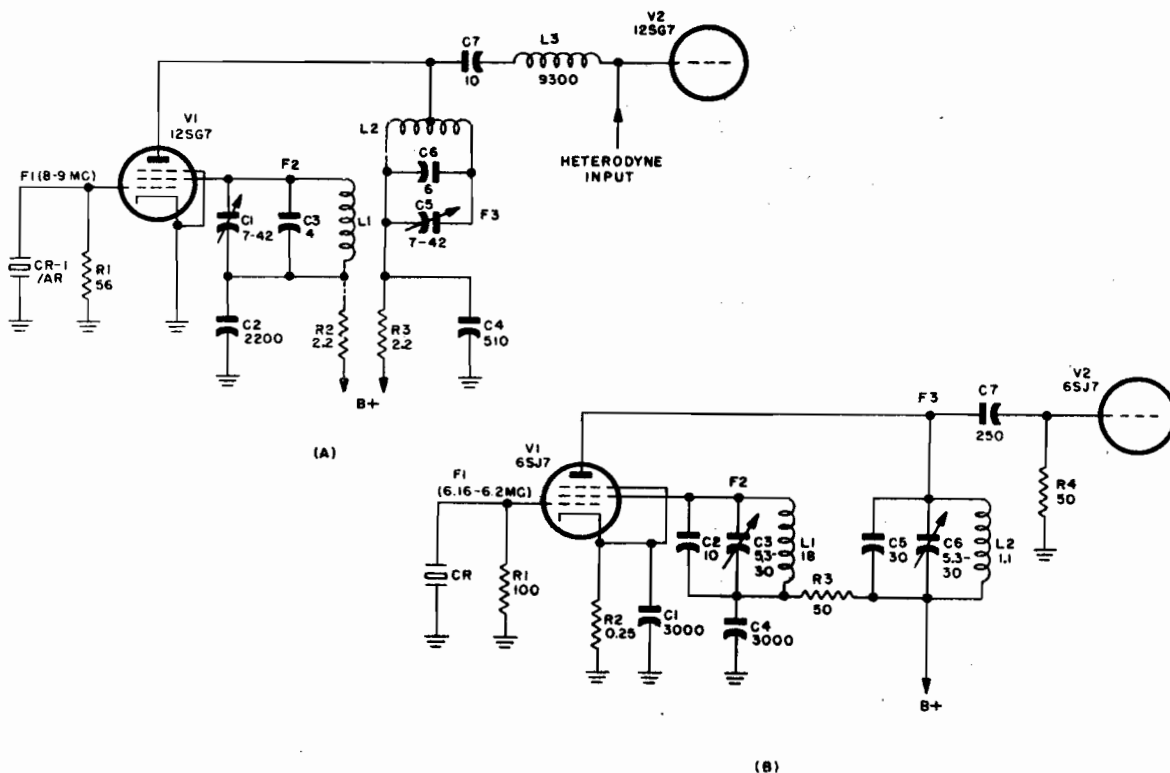 V2
12SG7
C7
10
L3
9300
HETERODYNE
INPUT
V1
12SG7
F1 (8-9 MC)
CR-1
/AR
R1
56
F2
C1
7-42
C3
4
L1
C2
2200
R2
2.2
L2
C6
6
C5
7-42
F3
R3
2.2
C4
510
B+
(A)
V2
6SJ7
C7
250
R4
50
F3
V1
6SJ7
F1
(6.16-6.2MC)
CR
R1
100
R2
0.25
C1
3000
F2
C2
10
C3
5.3-
30
L1
18
C4
3000
R3
50
C5
30
C6
5.3-
30
L2
1.1
B+
(B)